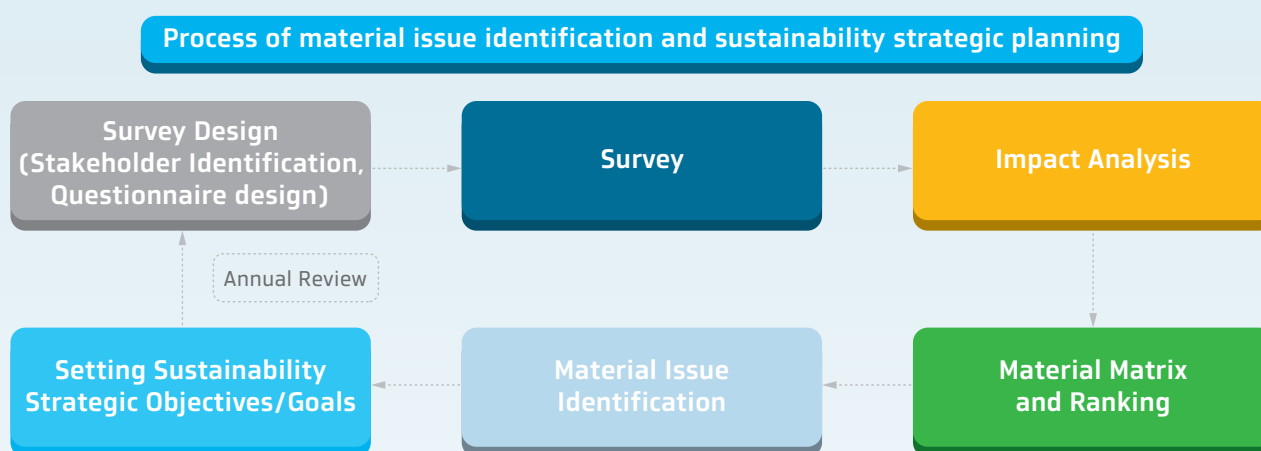 Process of material issue identification and sustainability strategic planning
Survey Design
(Stakeholder Identification,
Questionnaire design)
Survey
Impact Analysis
Annual Review
Setting Sustainability
Strategic Objectives/Goals
Material Issue
Identification
Material Matrix
and Ranking